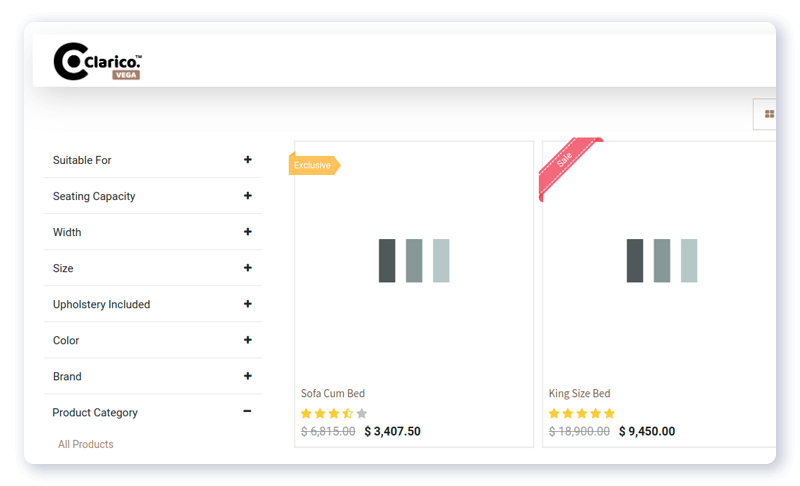 Clarico.™
VEGA
Suitable For
Seating Capacity
Width
Size
Upholstery Included
Color
Brand
Product Category
All Products
Exclusive
Sofa Cum Bed
$ 6,815.00 $ 3,407.50
Sale
King Size Bed
$ 18,900.00 $ 9,450.00